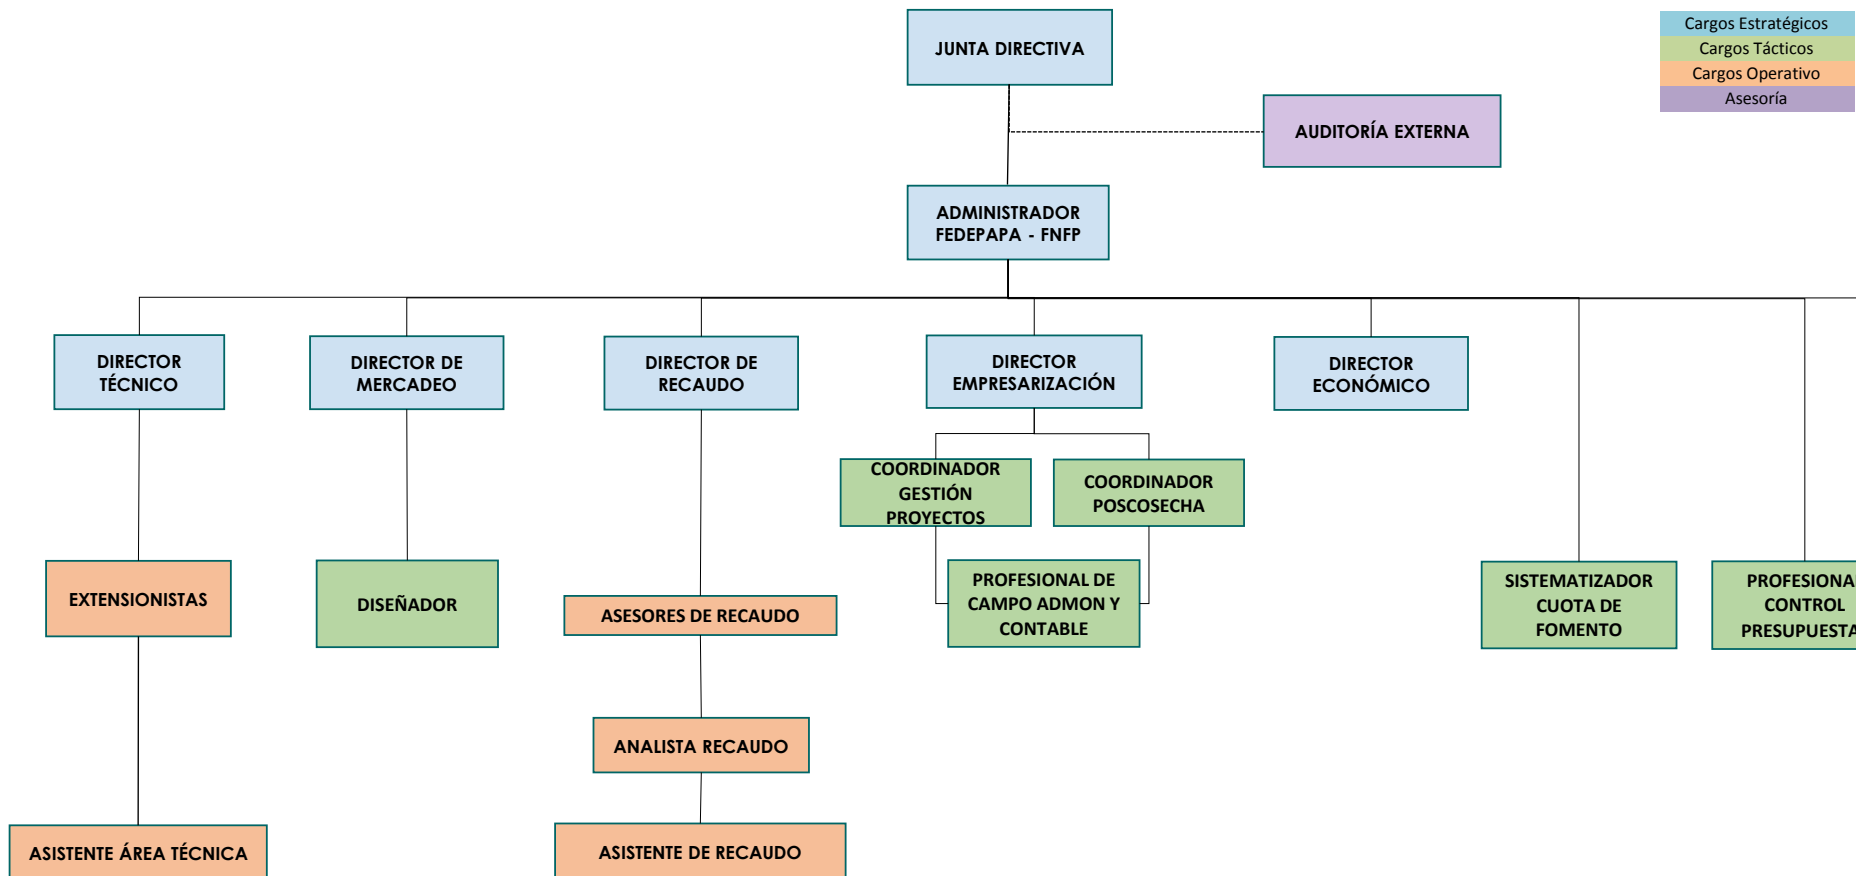 JUNTA DIRECTIVA
Cargos Estratégicos
Cargos Tácticos
Cargos Operativo
Asesoría
AUDITORÍA EXTERNA
ADMINISTRADOR
FEDEPAPA - FNFP
DIRECTOR
TÉCNICO
DIRECTOR DE
MERCADEO
DIRECTOR DE
RECAUDO
DIRECTOR
EMPRESARIZACIÓN
DIRECTOR
ECONÓMICO
COORDINADOR
GESTIÓN
PROYECTOS
COORDINADOR
POSCOSECHA
EXTENSIONISTAS
DISEÑADOR
ASESORES DE RECAUDO
PROFESIONAL DE
CAMPO ADMON Y
CONTABLE
SISTEMATIZADOR
CUOTA DE
FOMENTO
CONTROL
ANALISTA RECAUDO
ASISTENTE ÁREA TÉCNICA
ASISTENTE DE RECAUDO